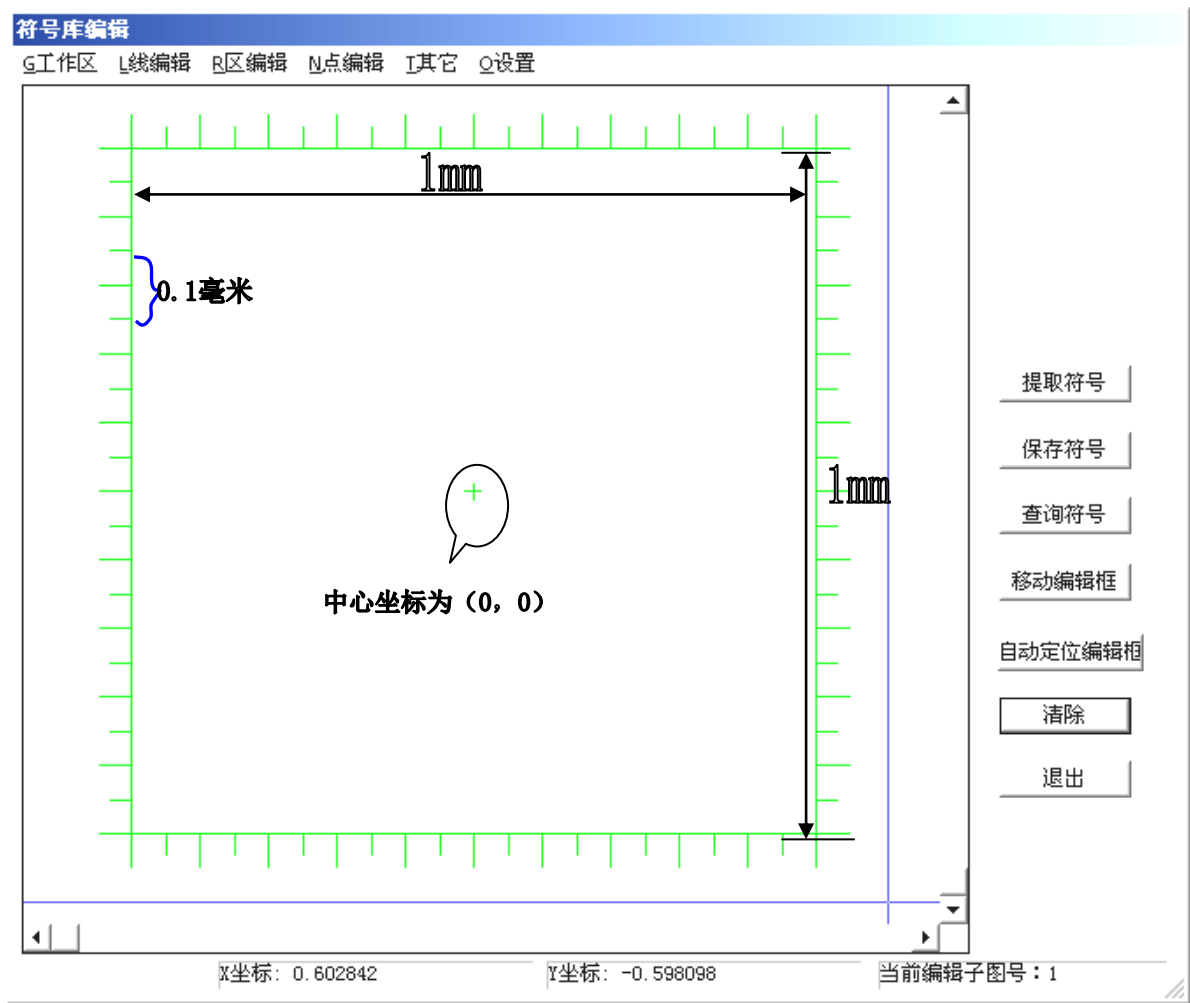 符号库编辑
G工作区 L线编辑 R区编辑 N点编辑 I其它 O设置
1mm
0.1毫米
提取符号
保存符号
1mm
查询符号
移动编辑框
中心坐标为（0，0）
自动定位编辑框
清除
退出
X坐标: 0.602842 Y坐标: -0.598098 当前编辑子图号：1